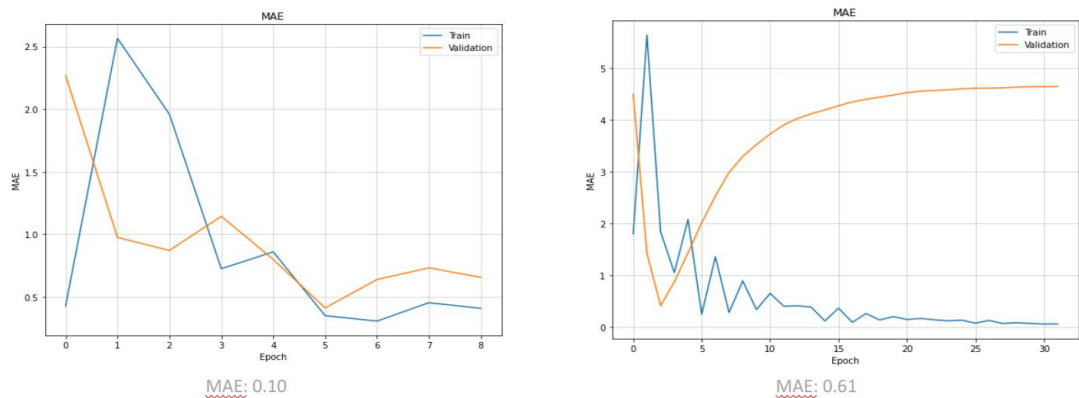 MAE
Train
Validation
2.5
2.0
1.5
1.0
0.5
MAE
0 1 2 3 4 5 6 7 8
Epoch
MAE: 0.10
MAE
Train
Validation
5
4
3
2
1
0
MAE
0 5 10 15 20 25 30
Epoch
MAE: 0.61